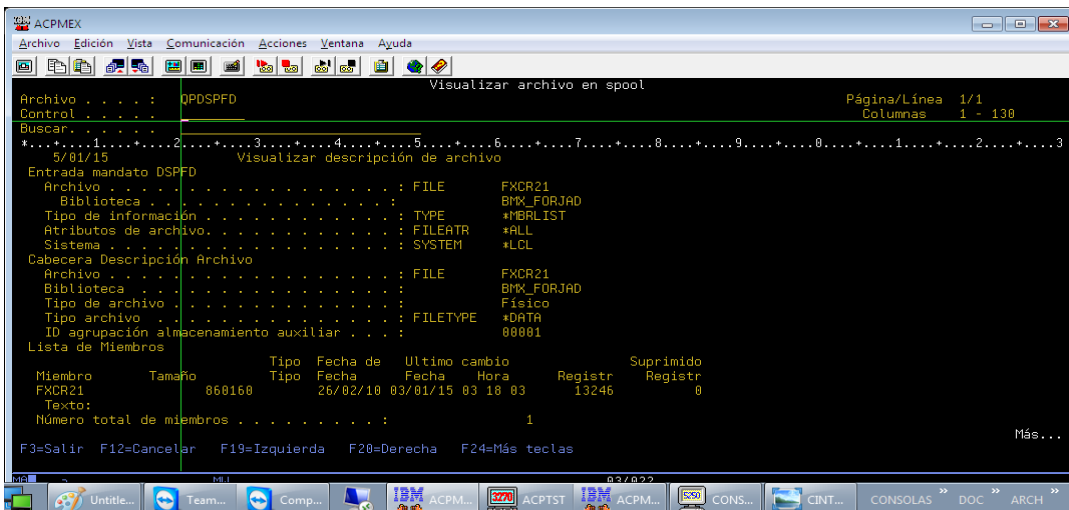 ACPMEX
Archivo Edición Vista Comunicación Acciones Ventana Ayuda
Visualizar archivo en spool
Archivo . . . . : QPDSPFD Página/Línea 1/1
Control . . . . . Columnas 1 - 130
Buscar. . . . . .
*...+....1....+....2....+....3....+....4....+....5....+....6....+....7....+....8....+....9....+....0....+....1....+....2....+....3
5/01/15 Visualizar descripción de archivo
Entrada mandato DSPFD
Archivo . . . . . . . . . . . . . . . . . . : FILE FXCR21
Biblioteca . . . . . . . . . . . . . . . . : BMX_FORJAD
Tipo de información . . . . . . . . . . . . : TYPE *MBRLIST
Atributos de archivo. . . . . . . . . . . . : FILEATR *ALL
Sistema . . . . . . . . . . . . . . . . . . : SYSTEM *LCL
Cabecera Descripción Archivo
Archivo . . . . . . . . . . . . . . . . . . : FILE FXCR21
Biblioteca . . . . . . . . . . . . . . . . : BMX_FORJAD
Tipo de archivo . . . . . . . . . . . . . . : Físico
Tipo archivo . . . . . . . . . . . . . . . : FILETYPE *DATA
ID agrupación almacenamiento auxiliar . . . : 00001
Lista de Miembros
Tipo Fecha de Ultimo cambio Suprimido
Miembro Tamaño Tipo Fecha Fecha Hora Registr Registr
FXCR21 860160 26/02/10 03/01/15 03 18 03 13246 0
Texto:
Número total de miembros . . . . . . . . . : 1
Más...
F3=Salir F12=Cancelar F19=Izquierda F20=Derecha F24=Más teclas
03/022
Untitle... Team... Comp... IBM ACPM... 3270 ACPTST IBM ACPM... 5250 CONS... CINT... CONSOLAS » DOC » ARCH »